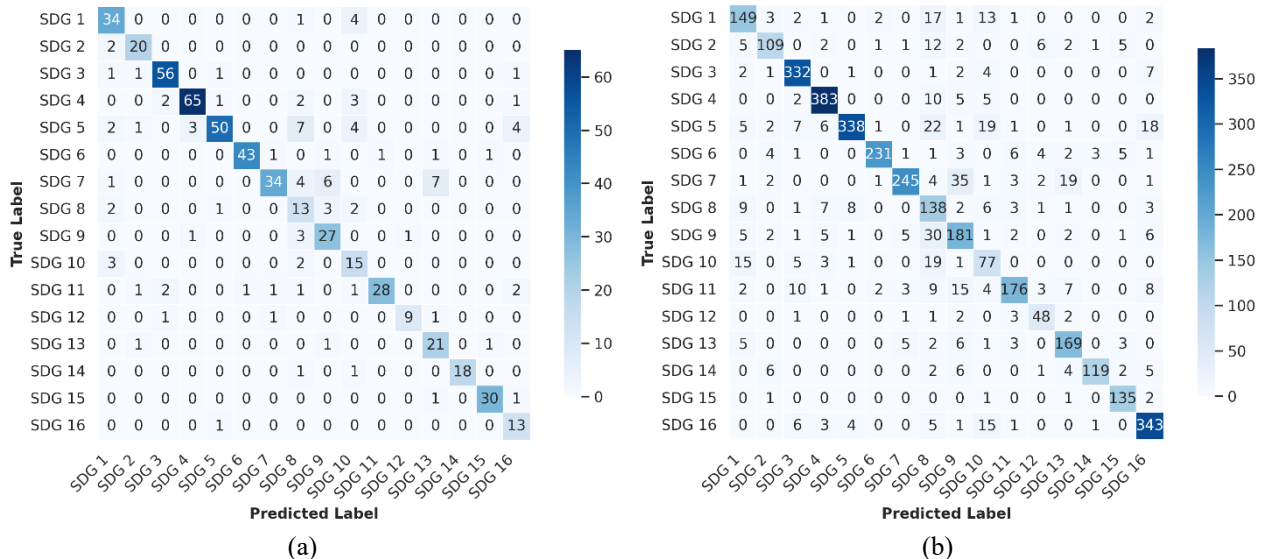 SDG 1 34 0 0 0 0 0 0 1 0 4 0 0 0 0 0 0
SDG 2 2 20 0 0 0 0 0 0 0 0 0 0 0 0 0 0
SDG 3 1 1 56 0 1 0 0 0 0 0 0 0 0 0 0 1
SDG 4 0 0 2 65 1 0 0 2 0 3 0 0 0 0 0 1
SDG 5 2 1 0 3 50 0 0 7 0 4 0 0 0 0 0 4
SDG 6 0 0 0 0 0 43 1 0 1 0 1 0 1 0 1 0
SDG 7 1 0 0 0 0 0 34 4 6 0 0 0 7 0 0 0
SDG 8 2 0 0 0 1 0 0 13 3 2 0 0 0 0 0 0
SDG 9 0 0 0 1 0 0 0 3 27 0 0 1 0 0 0 0
SDG 10 3 0 0 0 0 0 0 2 0 15 0 0 0 0 0 0
SDG 11 0 1 2 0 0 1 1 1 0 1 28 0 0 0 0 2
SDG 12 0 0 1 0 0 0 1 0 0 0 0 9 1 0 0 0
SDG 13 0 1 0 0 0 0 0 0 1 0 0 0 21 0 1 0
SDG 14 0 0 0 0 0 0 0 1 0 1 0 0 0 18 0 0
SDG 15 0 0 0 0 0 0 0 0 0 0 0 0 1 0 30 1
SDG 16 0 0 0 0 1 0 0 0 0 0 0 0 0 0 0 13
True Label
SDG 1 SDG 2 SDG 3 SDG 4 SDG 5 SDG 6 SDG 7 SDG 8 SDG 9 SDG 10 SDG 11 SDG 12 SDG 13 SDG 14 SDG 15 SDG 16
Predicted Label
60
50
40
30
20
10
0
(a)
SDG 1 149 3 2 1 0 2 0 17 1 13 1 0 0 0 0 2
SDG 2 5 109 0 2 0 1 1 12 2 0 0 6 2 1 5 0
SDG 3 2 1 332 0 1 0 0 1 2 4 0 0 0 0 0 7
SDG 4 0 0 2 383 0 0 0 10 5 5 0 0 0 0 0 0
SDG 5 5 2 7 6 338 1 0 22 1 19 1 0 1 0 0 18
SDG 6 0 4 1 0 0 231 1 1 3 0 6 4 2 3 5 1
SDG 7 1 2 0 0 0 1 245 4 35 1 3 2 19 0 0 1
SDG 8 9 0 1 7 8 0 0 138 2 6 3 1 1 0 0 3
SDG 9 5 2 1 5 1 0 5 30 181 1 2 0 2 0 1 6
SDG 10 15 0 5 3 1 0 0 19 1 77 0 0 0 0 0 0
SDG 11 2 0 10 1 0 2 3 9 15 4 176 3 7 0 0 8
SDG 12 0 0 1 0 0 0 1 1 2 0 3 48 2 0 0 0
SDG 13 5 0 0 0 0 0 5 2 6 1 3 0 169 0 3 0
SDG 14 0 6 0 0 0 0 0 2 6 0 0 1 4 119 2 5
SDG 15 0 1 0 0 0 0 0 0 1 0 0 0 1 0 135 2
SDG 16 0 0 6 3 4 0 0 5 1 15 1 0 0 1 0 343
True Label
SDG 1 SDG 2 SDG 3 SDG 4 SDG 5 SDG 6 SDG 7 SDG 8 SDG 9 SDG 10 SDG 11 SDG 12 SDG 13 SDG 14 SDG 15 SDG 16
Predicted Label
350
300
250
200
150
100
50
0
(b)